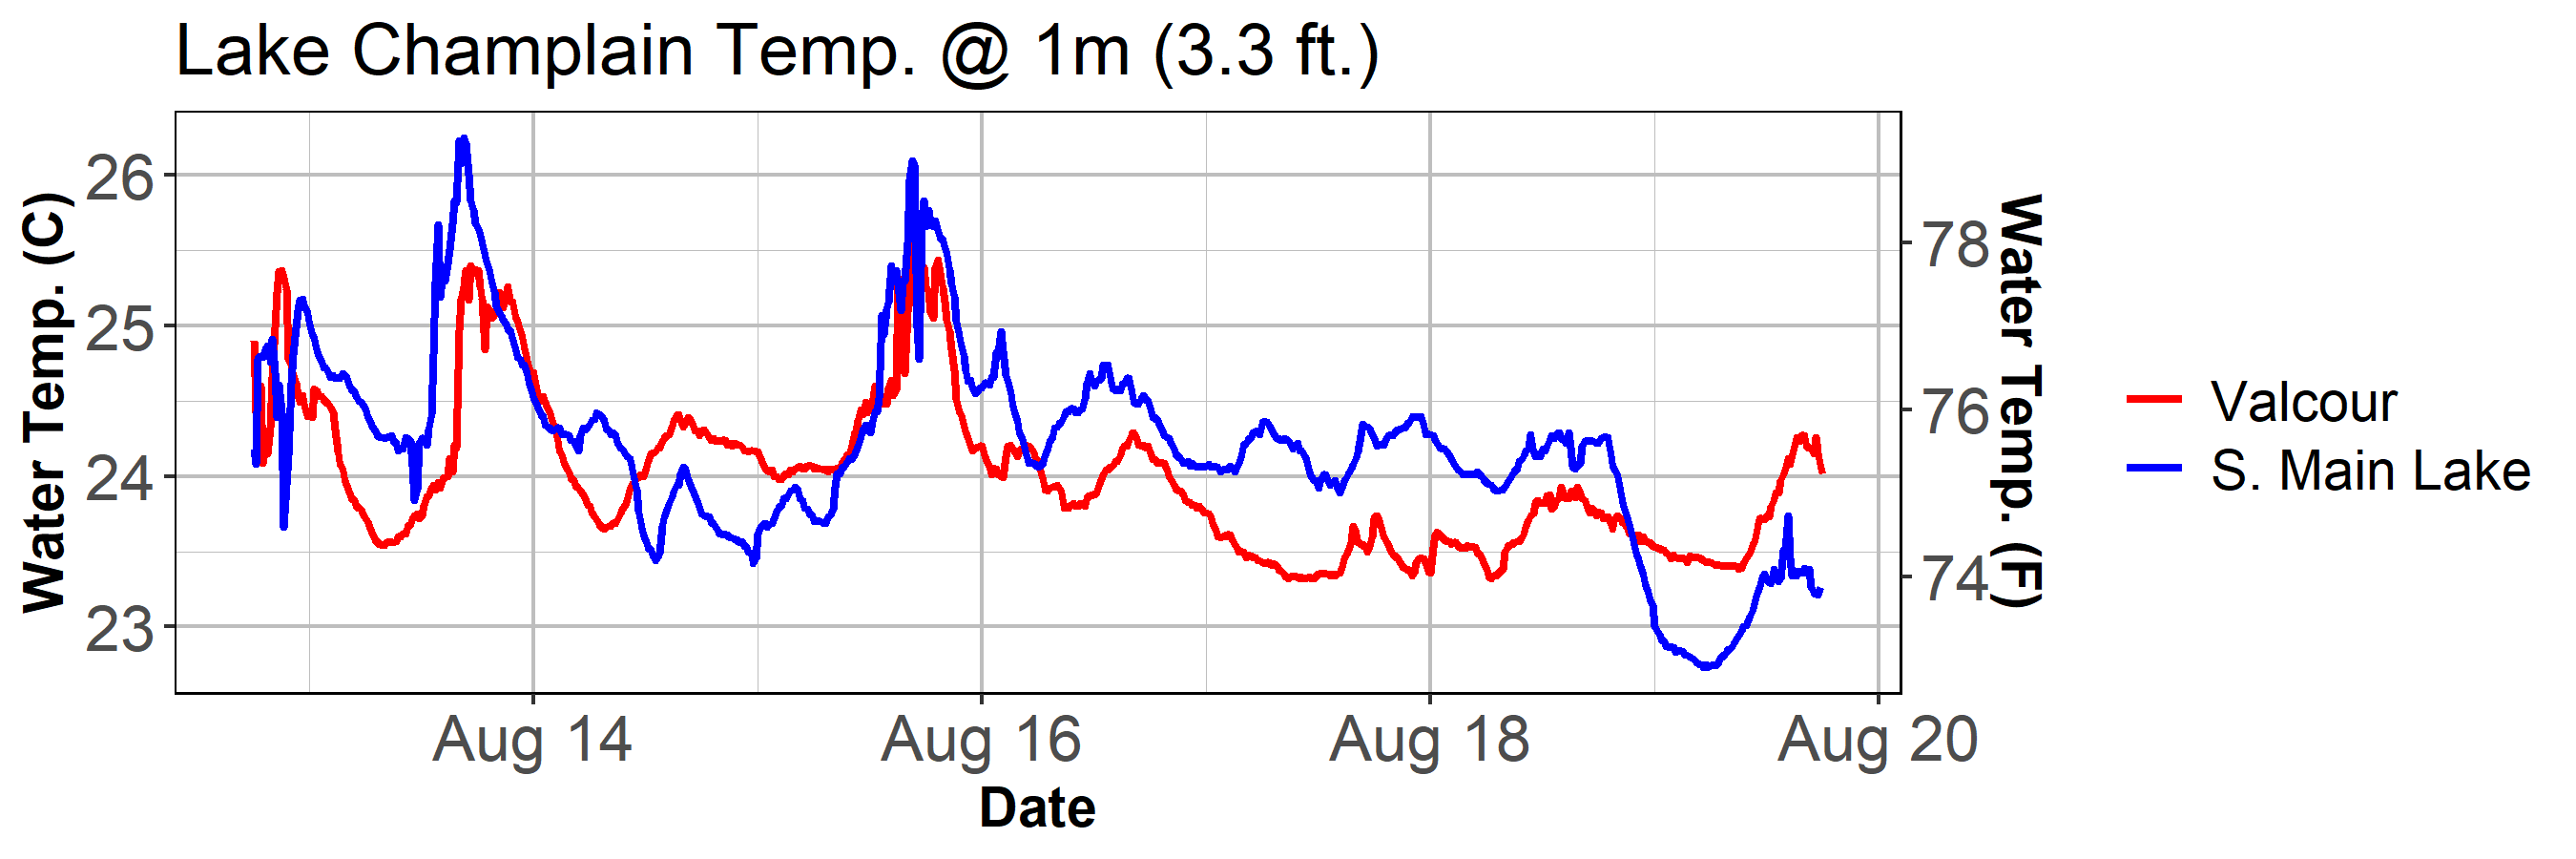 Lake Champlain Temp. @ 1m (3.3 ft.)
Water Temp. (C)
26
25
24
23
78
76
74
Water Temp. (F)
Aug 14
Aug 16
Aug 18
Aug 20
Date
Valcour
S. Main Lake